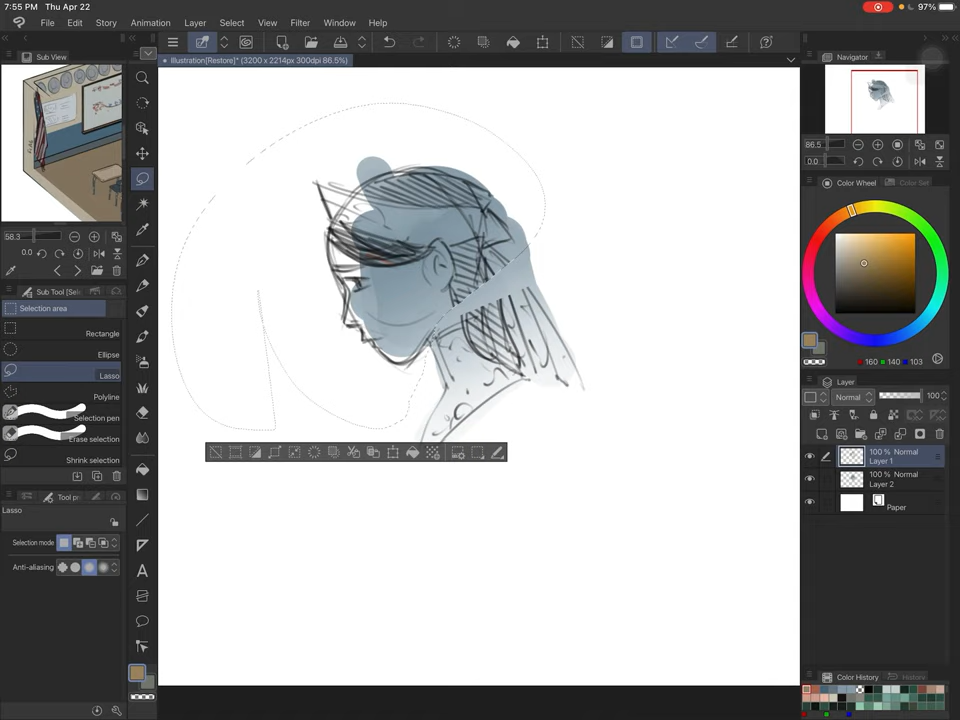 7:55 PM Thu Apr 22
97%
File Edit Story Animation Layer Select View Filter Window Help
Sub View
Illustration[Restore]* (3200 x 2214px 300dpi 86.5%)
Navigator
86.5
0.0
Color Wheel
Color Set
58.3
0.0
Sub Tool [Sel
Selection area
Rectangle
Ellipse
Lasso
Polyline
Selection pen
Erase selection
Shrink selection
160 140 103
Layer
Normal 100
100 % Normal
Layer 1
100 % Normal
Layer 2
Paper
Tool pr
Lasso
Selection mode
Anti-aliasing
A
Color History
History